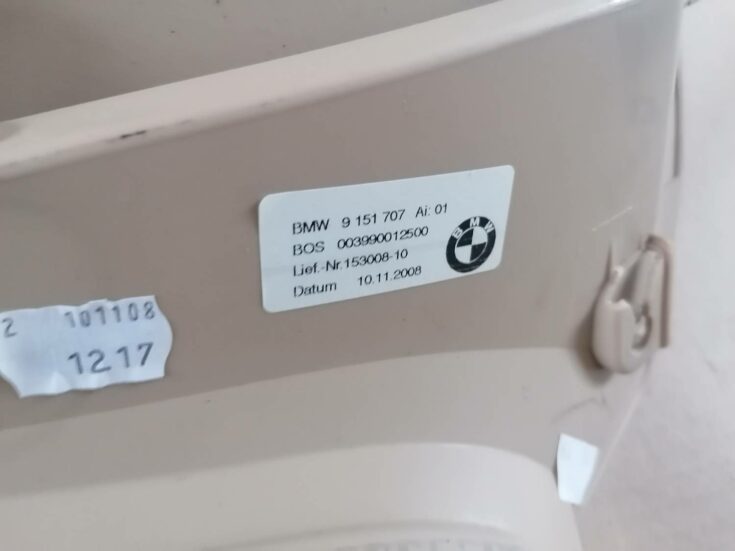 BMW 9 151 707 Ai: 01
BOS 003990012500
Lief.-Nr.153008-10
Datum 10.11.2008
BMW
2 101108
1217